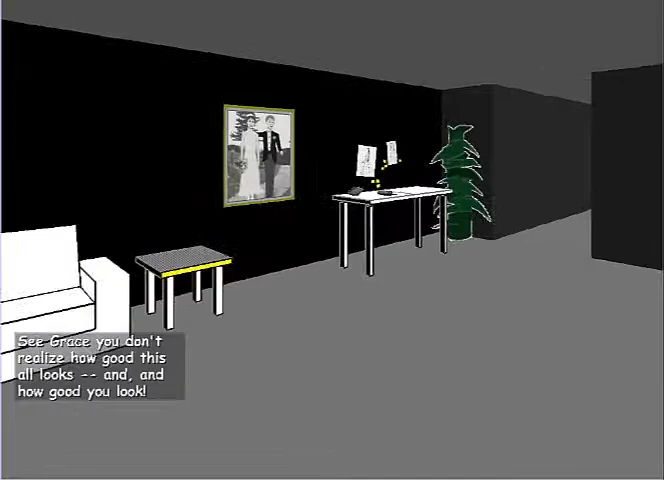 See Grace you don't
realize how good this
all looks -- and, and
how good you look!